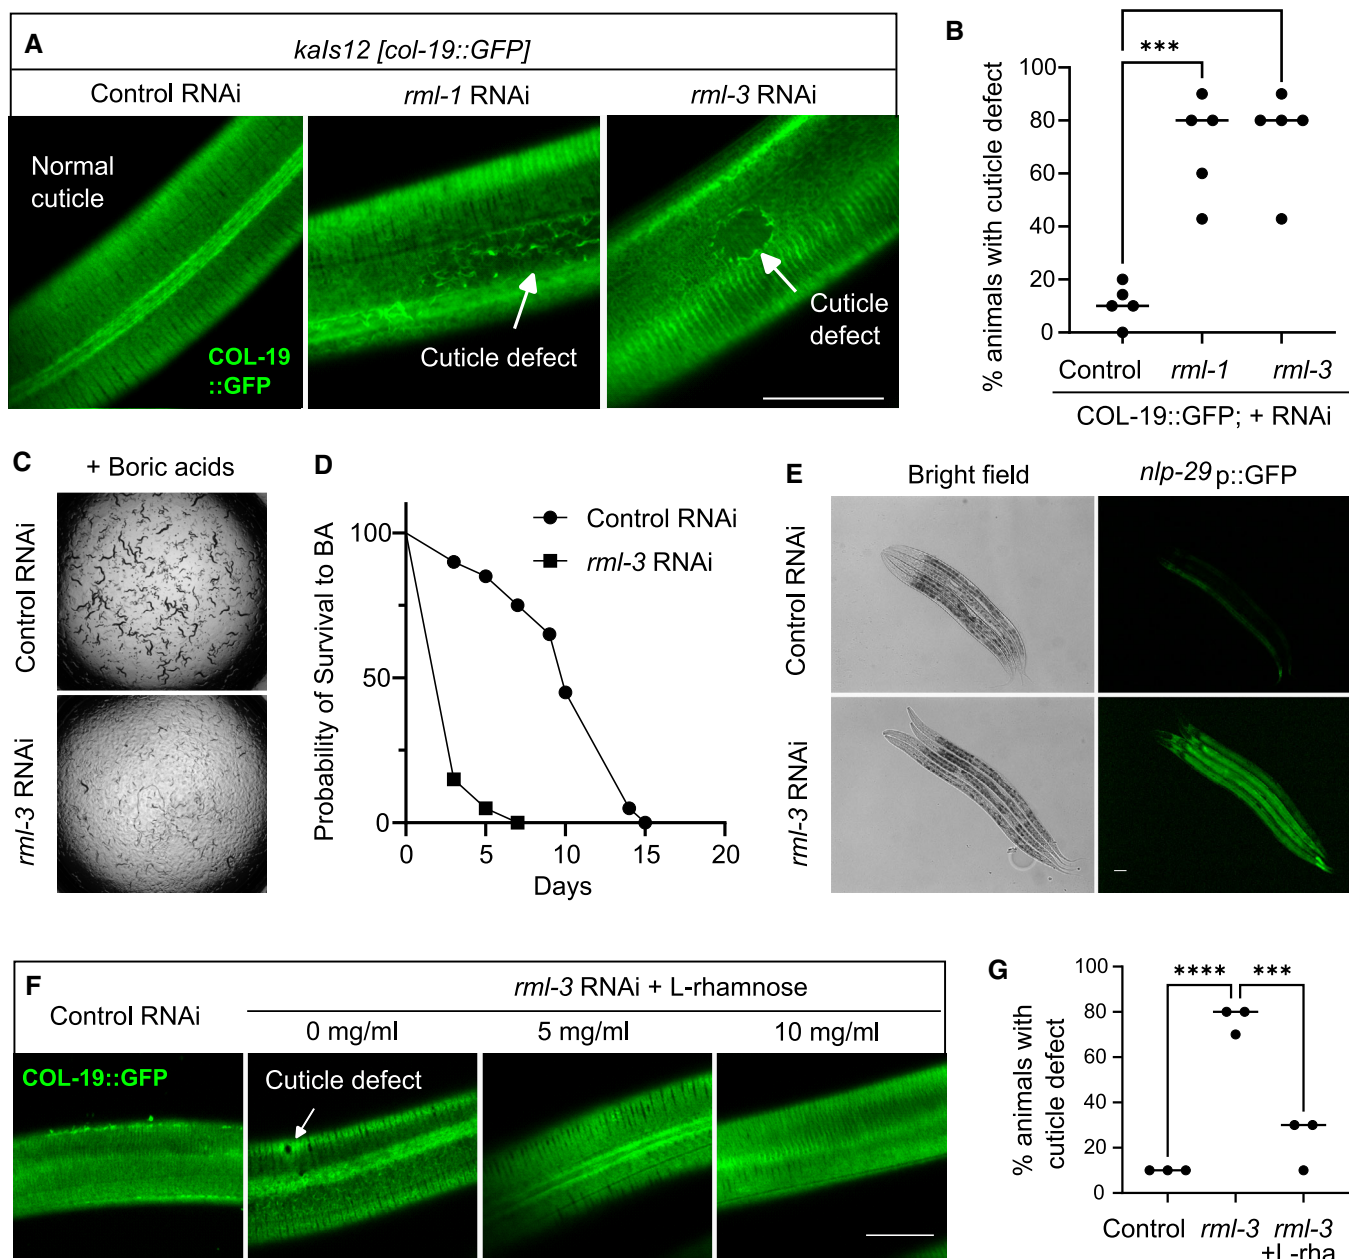 A
kaIs12 [col-19::GFP]
Control RNAi
rml-1 RNAi
rml-3 RNAi
Normal
cuticle
COL-19
::GFP
Cuticle defect
Cuticle
defect
B
***
% animals with cuticle defect
100
80
60
40
20
0
Control
rml-1
rml-3
COL-19::GFP; + RNAi
C
+ Boric acids
Control RNAi
rml-3 RNAi
D
Probability of Survival to BA
Control RNAi
rml-3 RNAi
100
50
0
0
5
10
15
20
Days
E
Bright field
nlp-29p::GFP
Control RNAi
rml-3 RNAi
F
Control RNAi
rml-3 RNAi + L-rhamnose
0 mg/ml
5 mg/ml
10 mg/ml
COL-19::GFP
Cuticle defect
G
****
***
% animals with
cuticle defect
100
80
60
40
20
0
Control
rml-3
rml-3
+L-rha